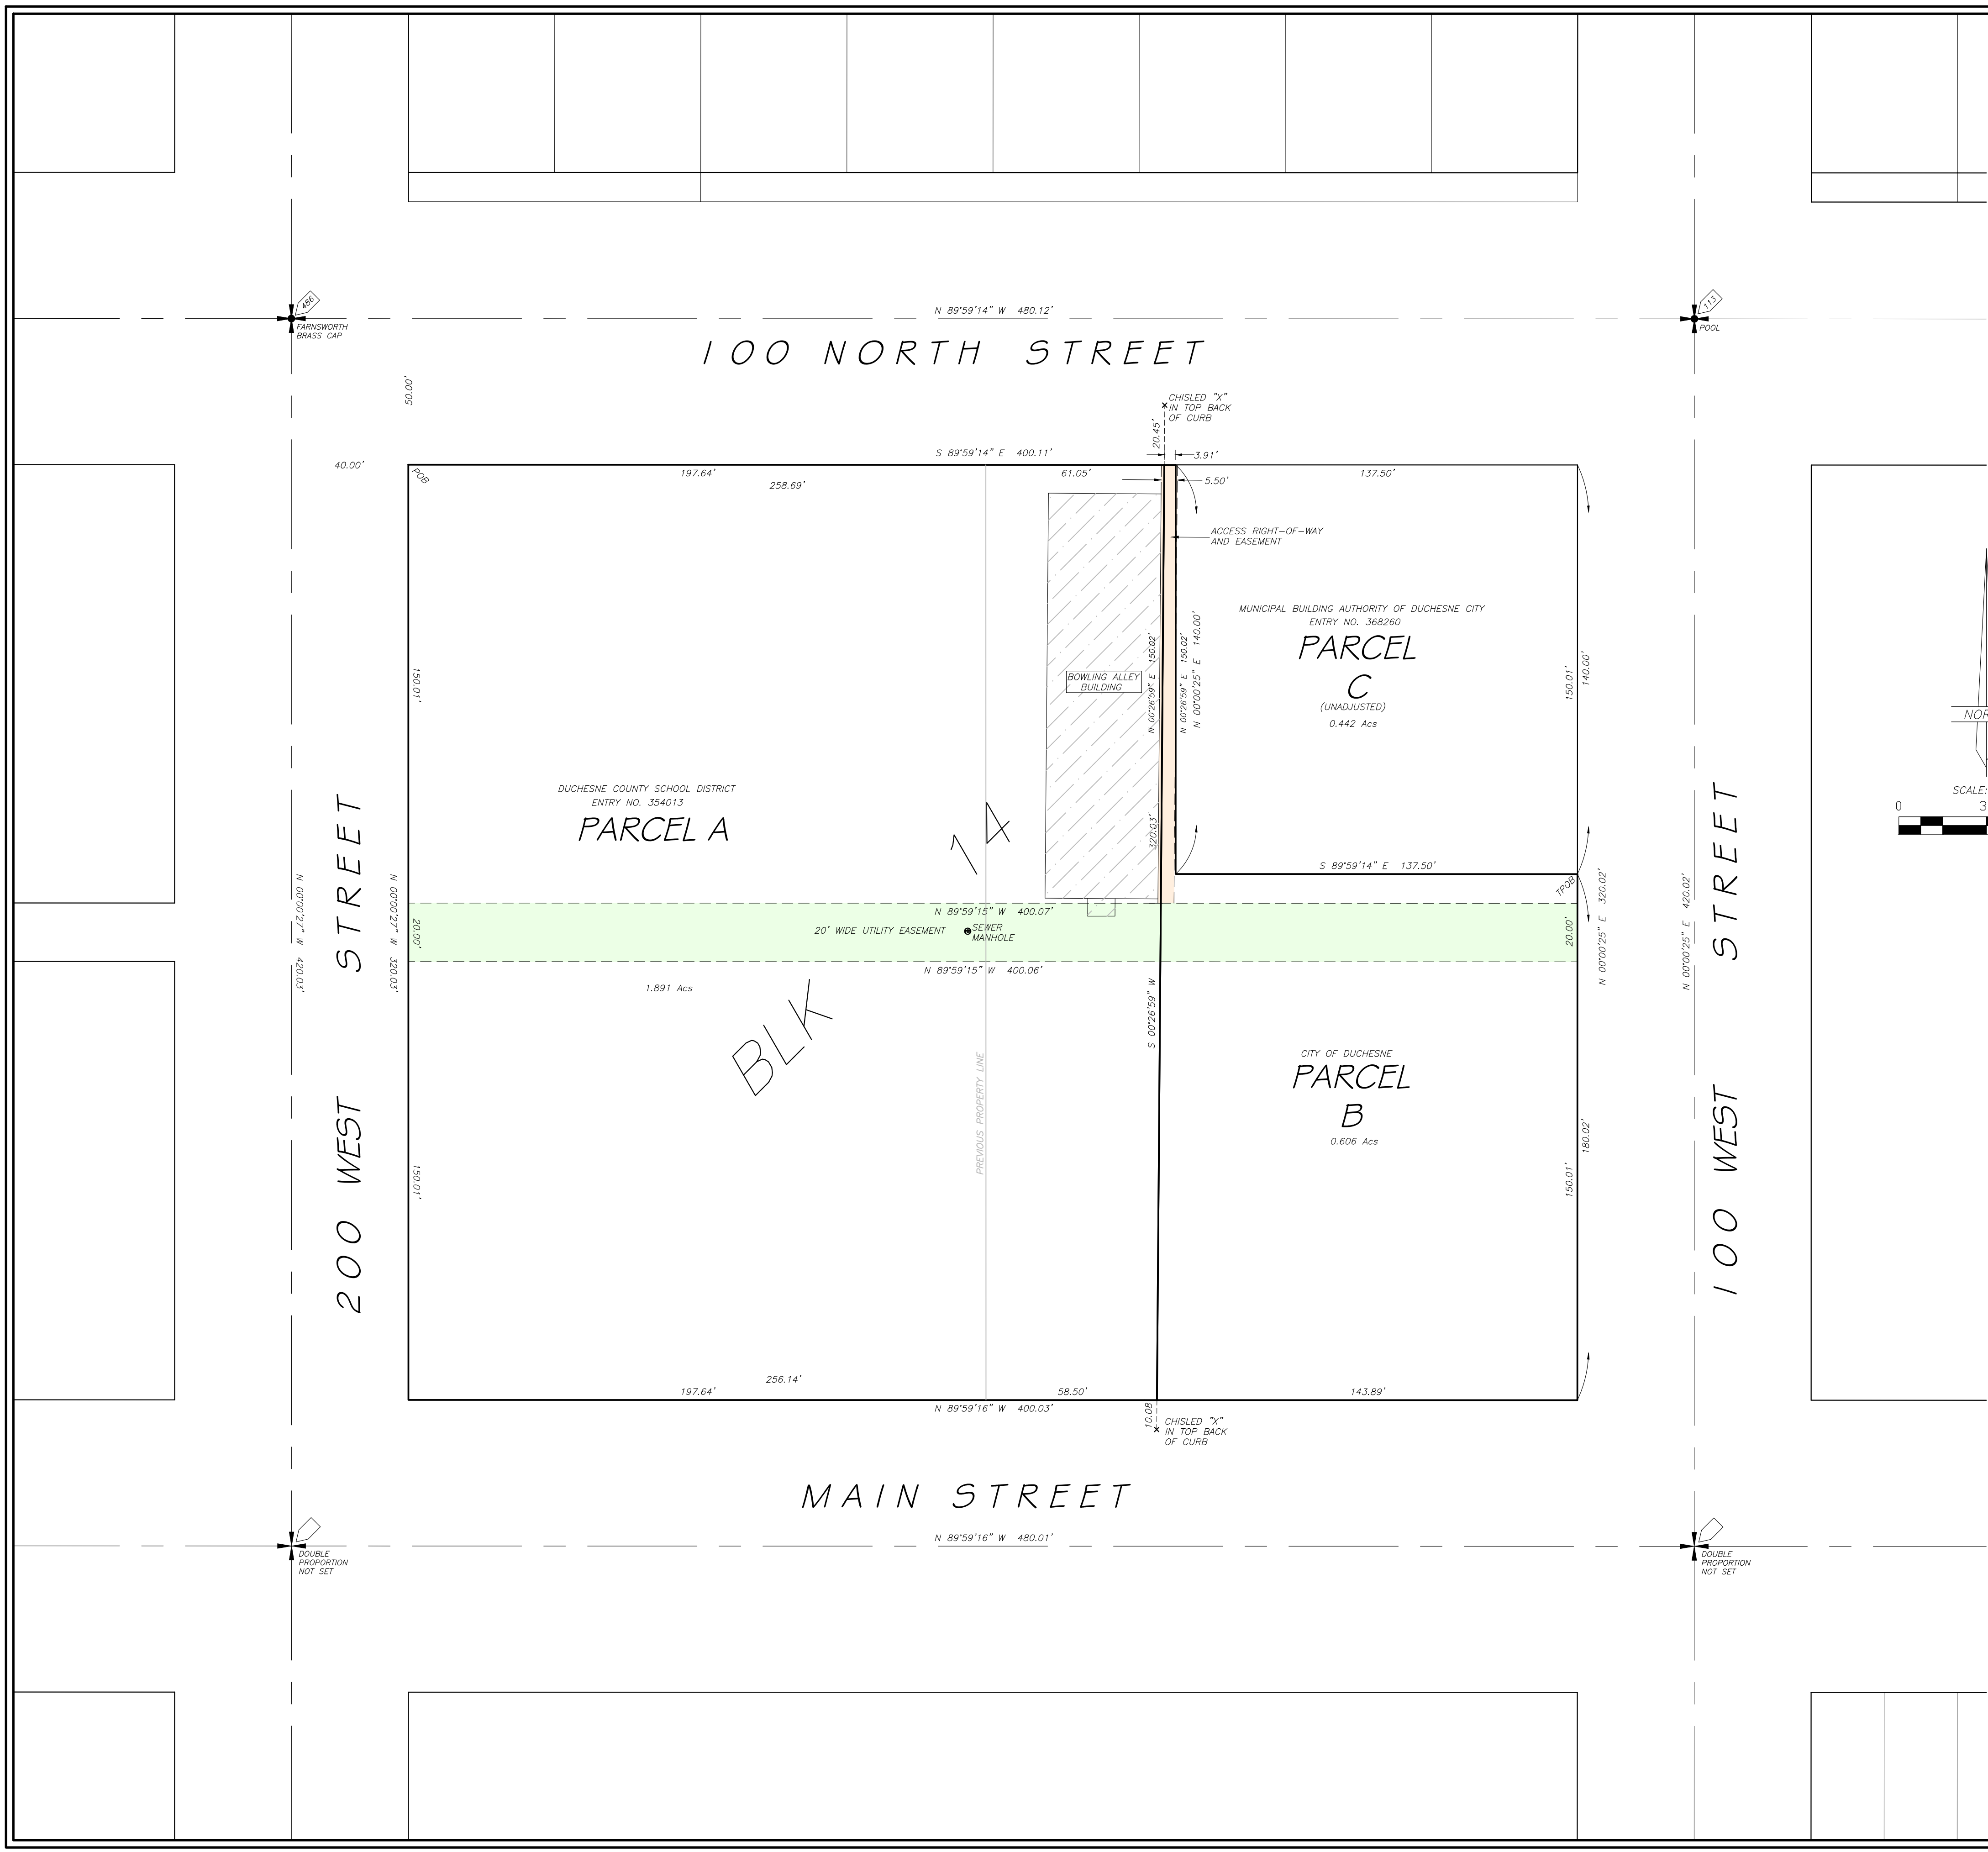 486
FARNSWORTH
BRASS CAP
N 89°59'14" W 480.12'
113
POOL
100 NORTH STREET
50.00'
CHISLED "X"
IN TOP BACK
OF CURB
20.45'
40.00'
POB
S 89°59'14" E 400.11'
3.91'
197.64'
61.05'
137.50'
258.69'
5.50'
ACCESS RIGHT-OF-WAY
AND EASEMENT
MUNICIPAL BUILDING AUTHORITY OF DUCHESNE CITY
ENTRY NO. 368260
PARCEL
C
(UNADJUSTED)
0.442 Acs
N 00°26'59" E 150.02'
N 00°26'59" E 150.02'
N 00°00'25" E 140.00'
150.01'
150.01'
140.00'
BOWLING ALLEY
BUILDING
NOR
SCALE:
0
3
DUCHESNE COUNTY SCHOOL DISTRICT
ENTRY NO. 354013
PARCEL A
320.03'
BLK 14
S 89°59'14" E 137.50'
TPOB
200 WEST STREET
100 WEST STREET
N 00°00'27" W 420.03'
N 00°00'27" W 320.03'
20.00'
N 89°59'15" W 400.07'
20' WIDE UTILITY EASEMENT
SEWER
MANHOLE
N 89°59'15" W 400.06'
20.00'
N 00°00'25" E 320.02'
N 00°00'25" E 420.02'
1.891 Acs
S 00°26'59" W
PREVIOUS PROPERTY LINE
CITY OF DUCHESNE
PARCEL
B
0.606 Acs
150.01'
150.01'
180.02'
256.14'
197.64'
58.50'
143.89'
N 89°59'16" W 400.03'
10.08'
CHISLED "X"
IN TOP BACK
OF CURB
MAIN STREET
N 89°59'16" W 480.01'
DOUBLE
PROPORTION
NOT SET
DOUBLE
PROPORTION
NOT SET